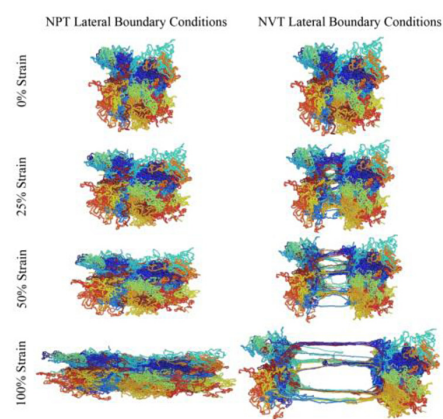 NPT Lateral Boundary Conditions
NVT Lateral Boundary Conditions
0% Strain
25% Strain
50% Strain
100% Strain